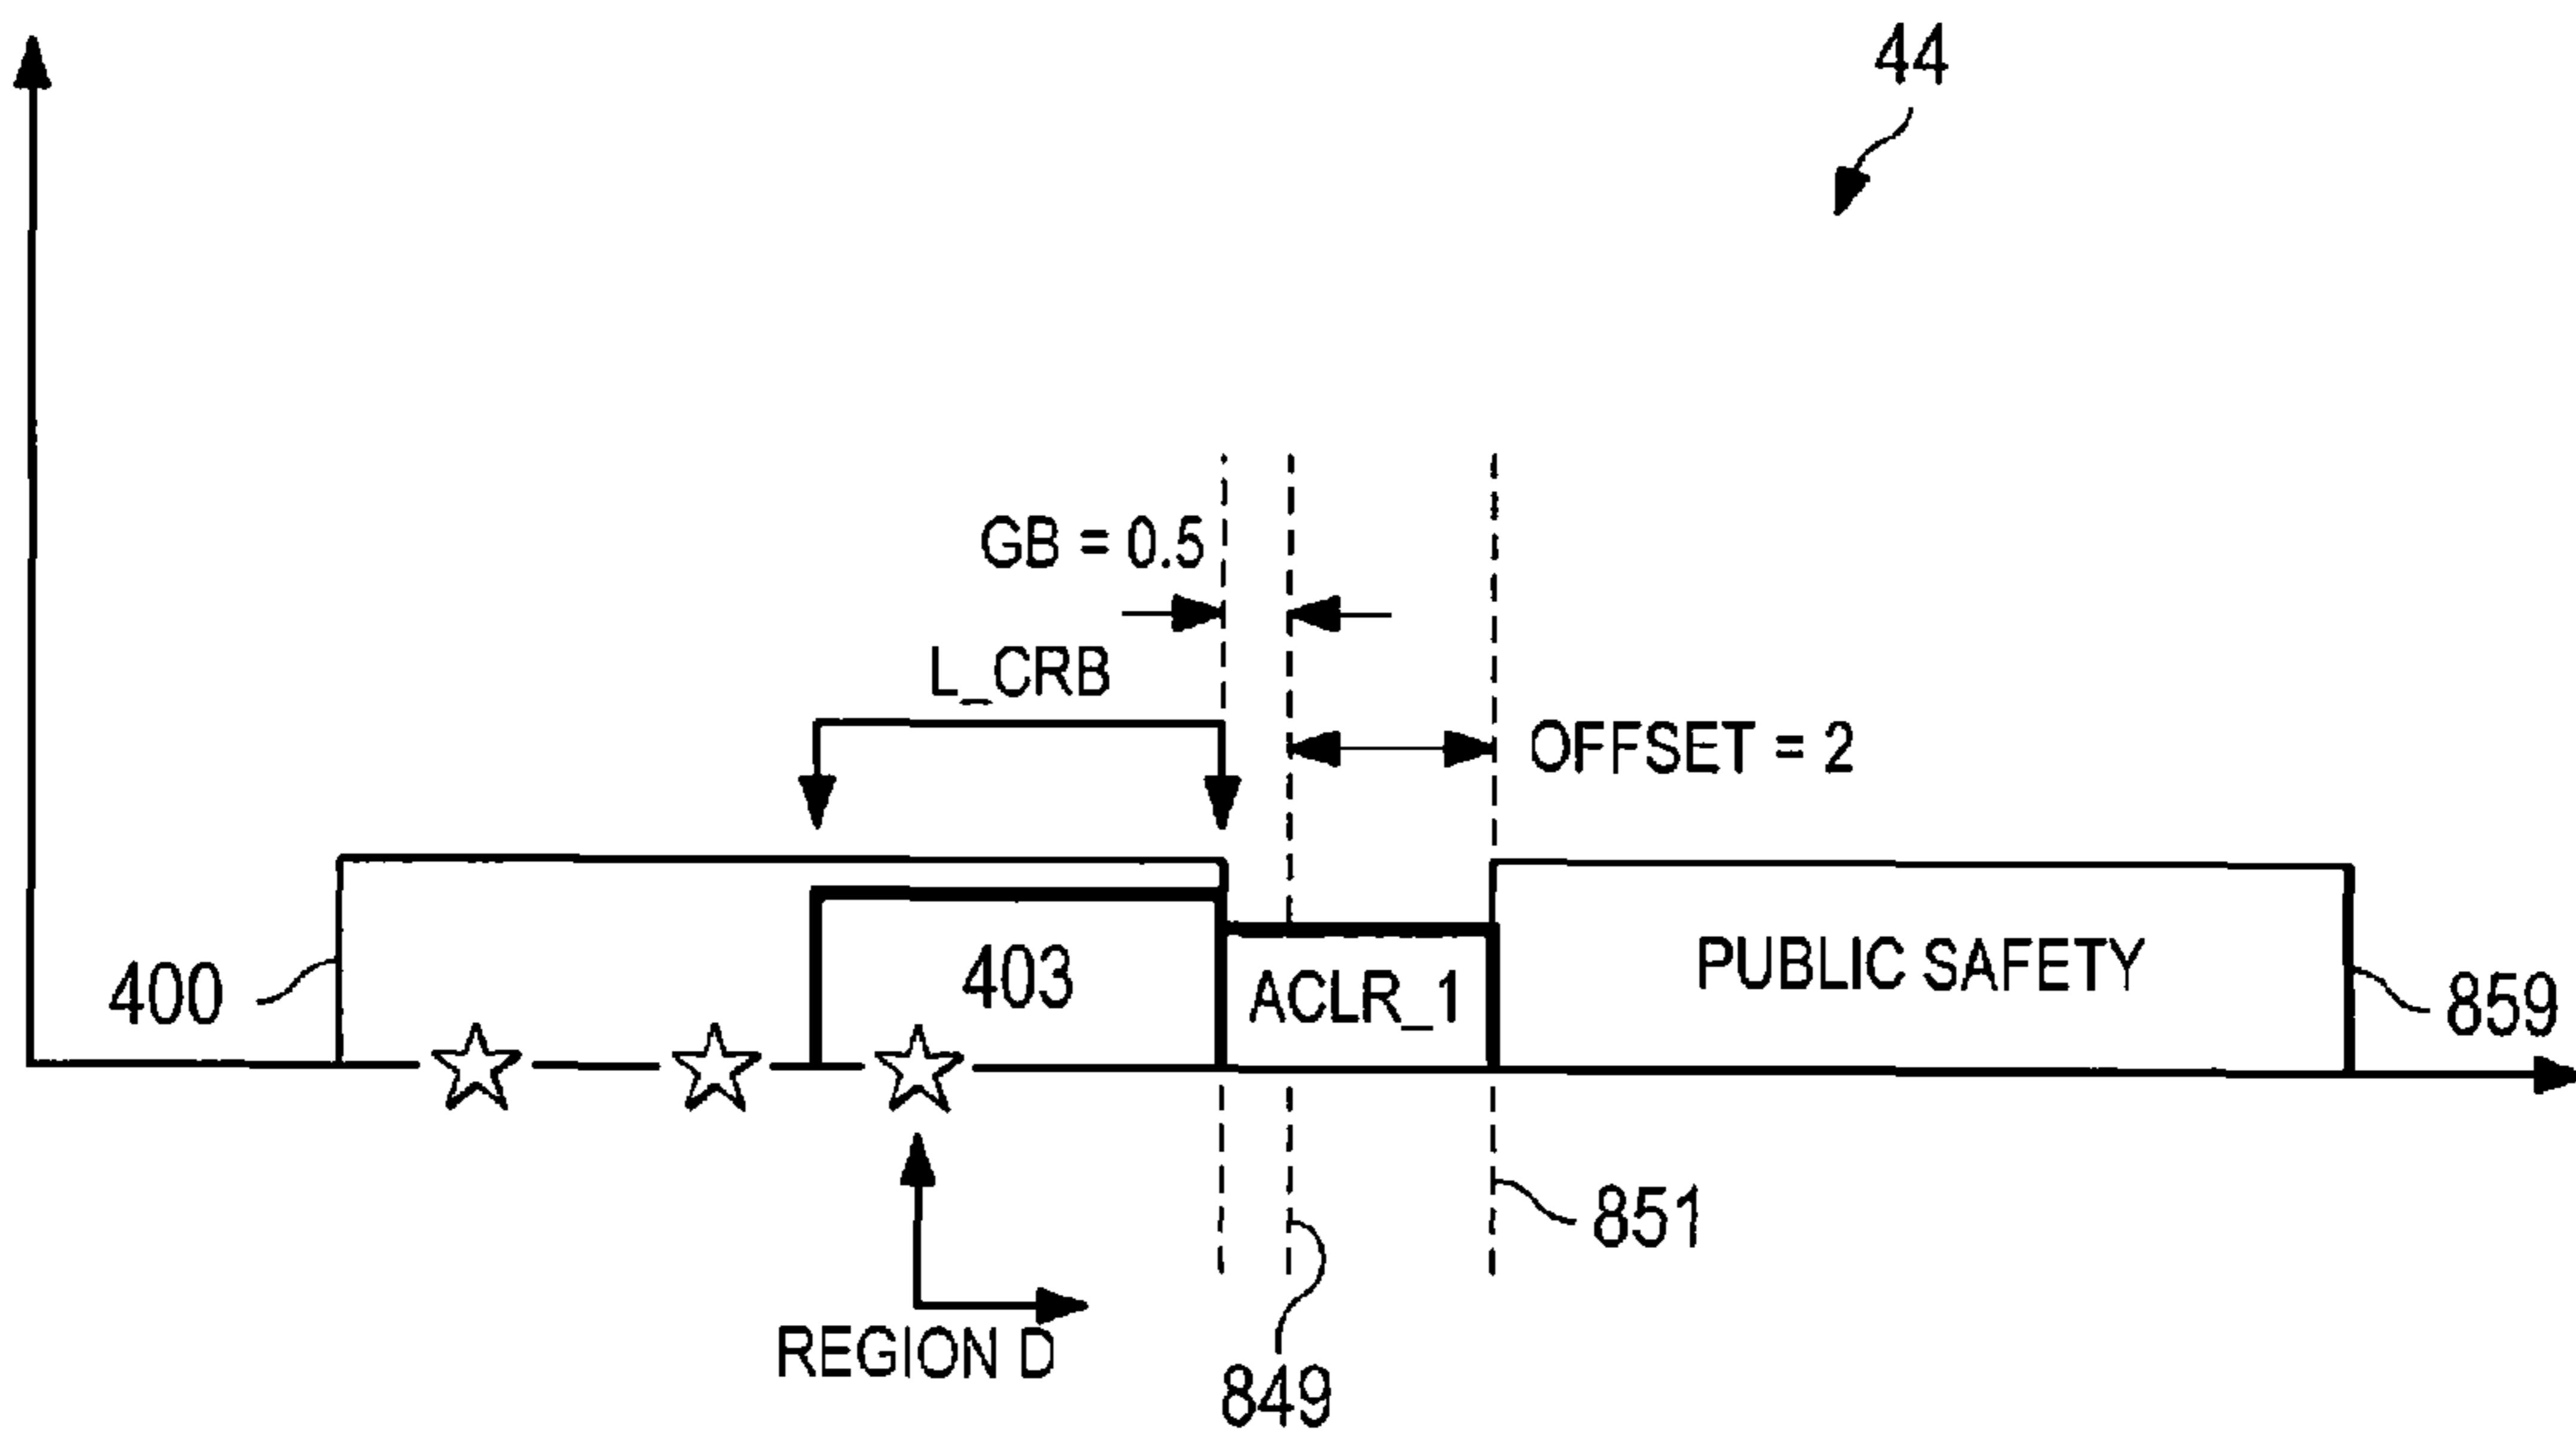 44
GB = 0.5
L_CRB
OFFSET = 2
400
403
ACLR_1
PUBLIC SAFETY
859
851
REGION D
849